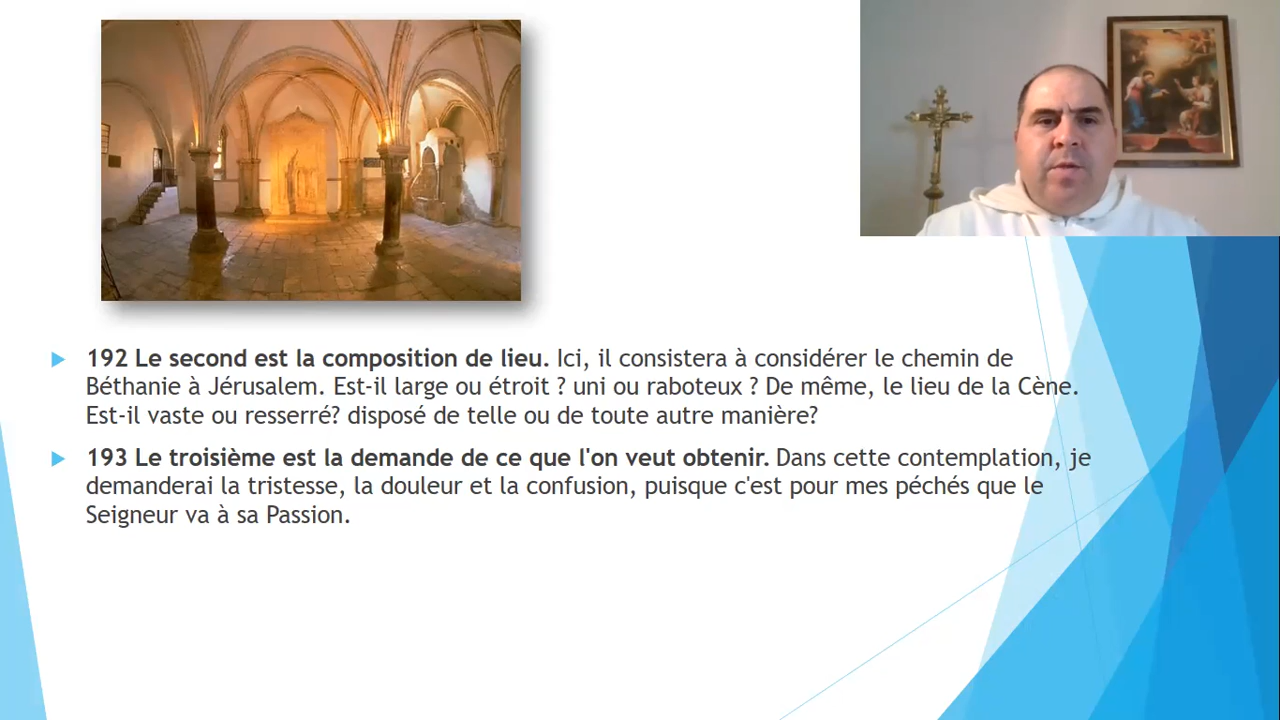 192 Le second est la composition de lieu. Ici, il consistera à considérer le chemin de
Béthanie à Jérusalem. Est-il large ou étroit ? uni ou raboteux ? De même, le lieu de la Cène.
Est-il vaste ou resserré? disposé de telle ou de toute autre manière?
193 Le troisième est la demande de ce que l'on veut obtenir. Dans cette contemplation, je
demanderai la tristesse, la douleur et la confusion, puisque c'est pour mes péchés que le
Seigneur va à sa Passion.